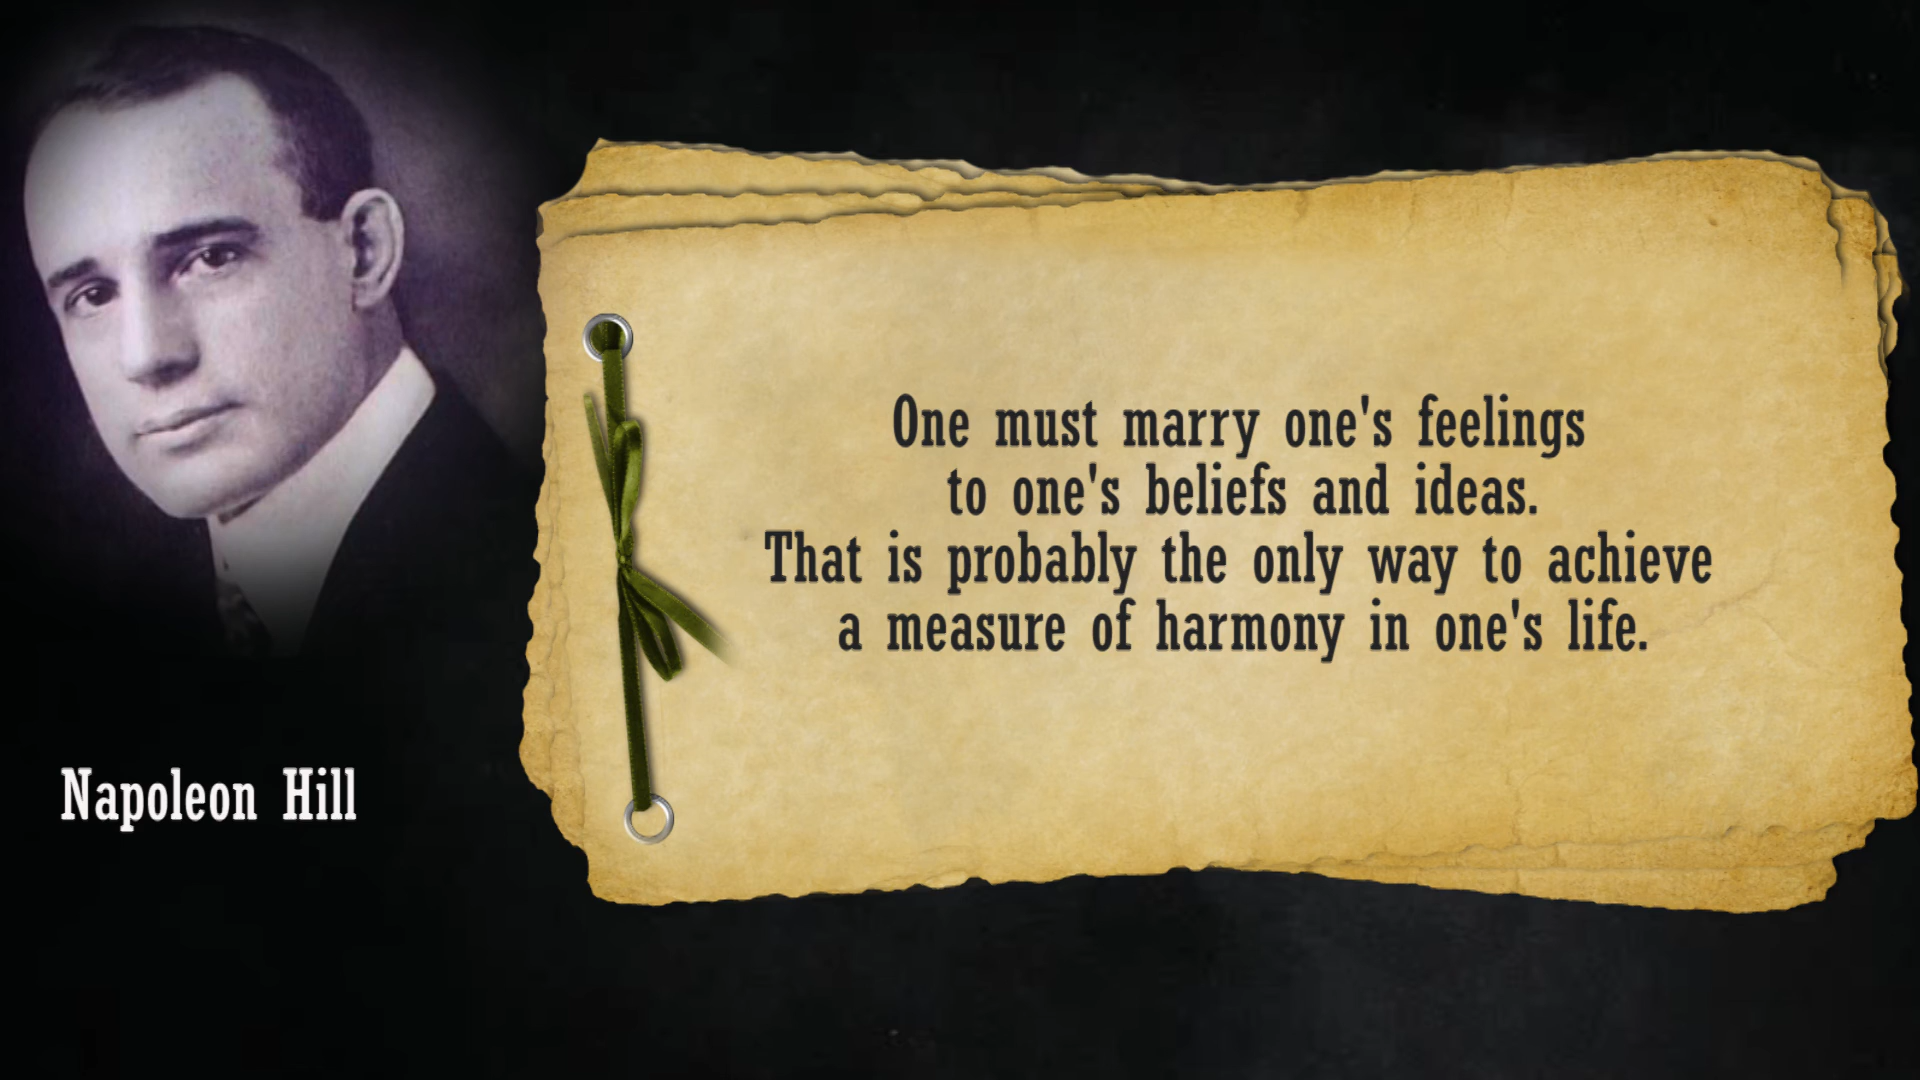 One must marry one's feelings
to one's beliefs and ideas.
That is probably the only way to achieve
a measure of harmony in one's life.
Napoleon Hill